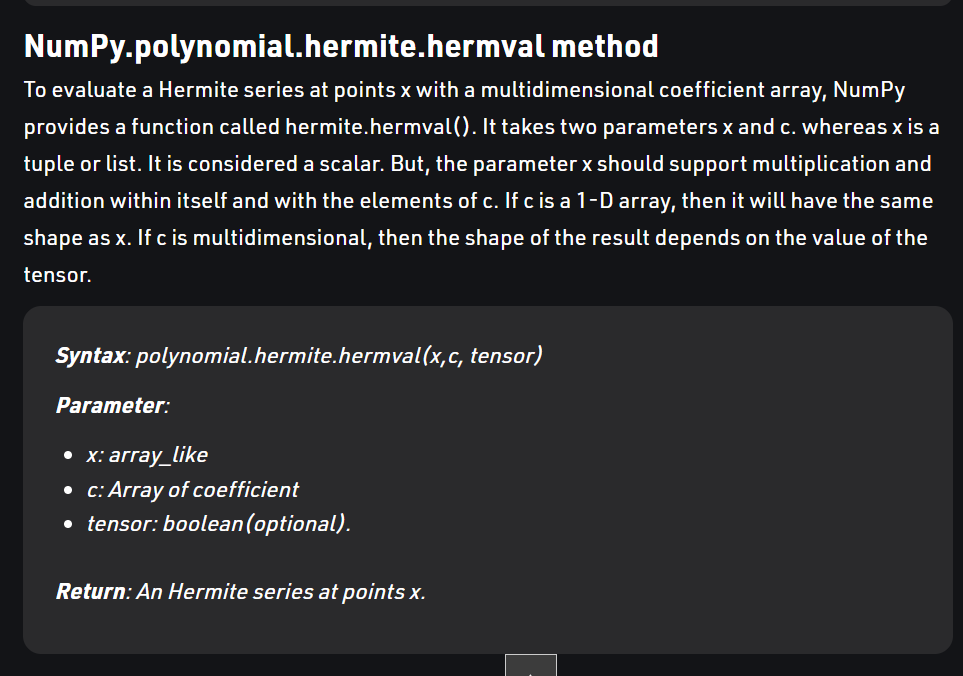 NumPy.polynomial.hermite.hermval method
To evaluate a Hermite series at points x with a multidimensional coefficient array, NumPy
provides a function called hermite.hermval(). It takes two parameters x and c. whereas x is a
tuple or list. It is considered a scalar. But, the parameter x should support multiplication and
addition within itself and with the elements of c. If c is a 1-D array, then it will have the same
shape as x. If c is multidimensional, then the shape of the result depends on the value of the
tensor.
Syntax: polynomial.hermite.hermval(x,c, tensor)
Parameter:
• x: array_like
• c: Array of coefficient
• tensor: boolean(optional).
Return: An Hermite series at points x.